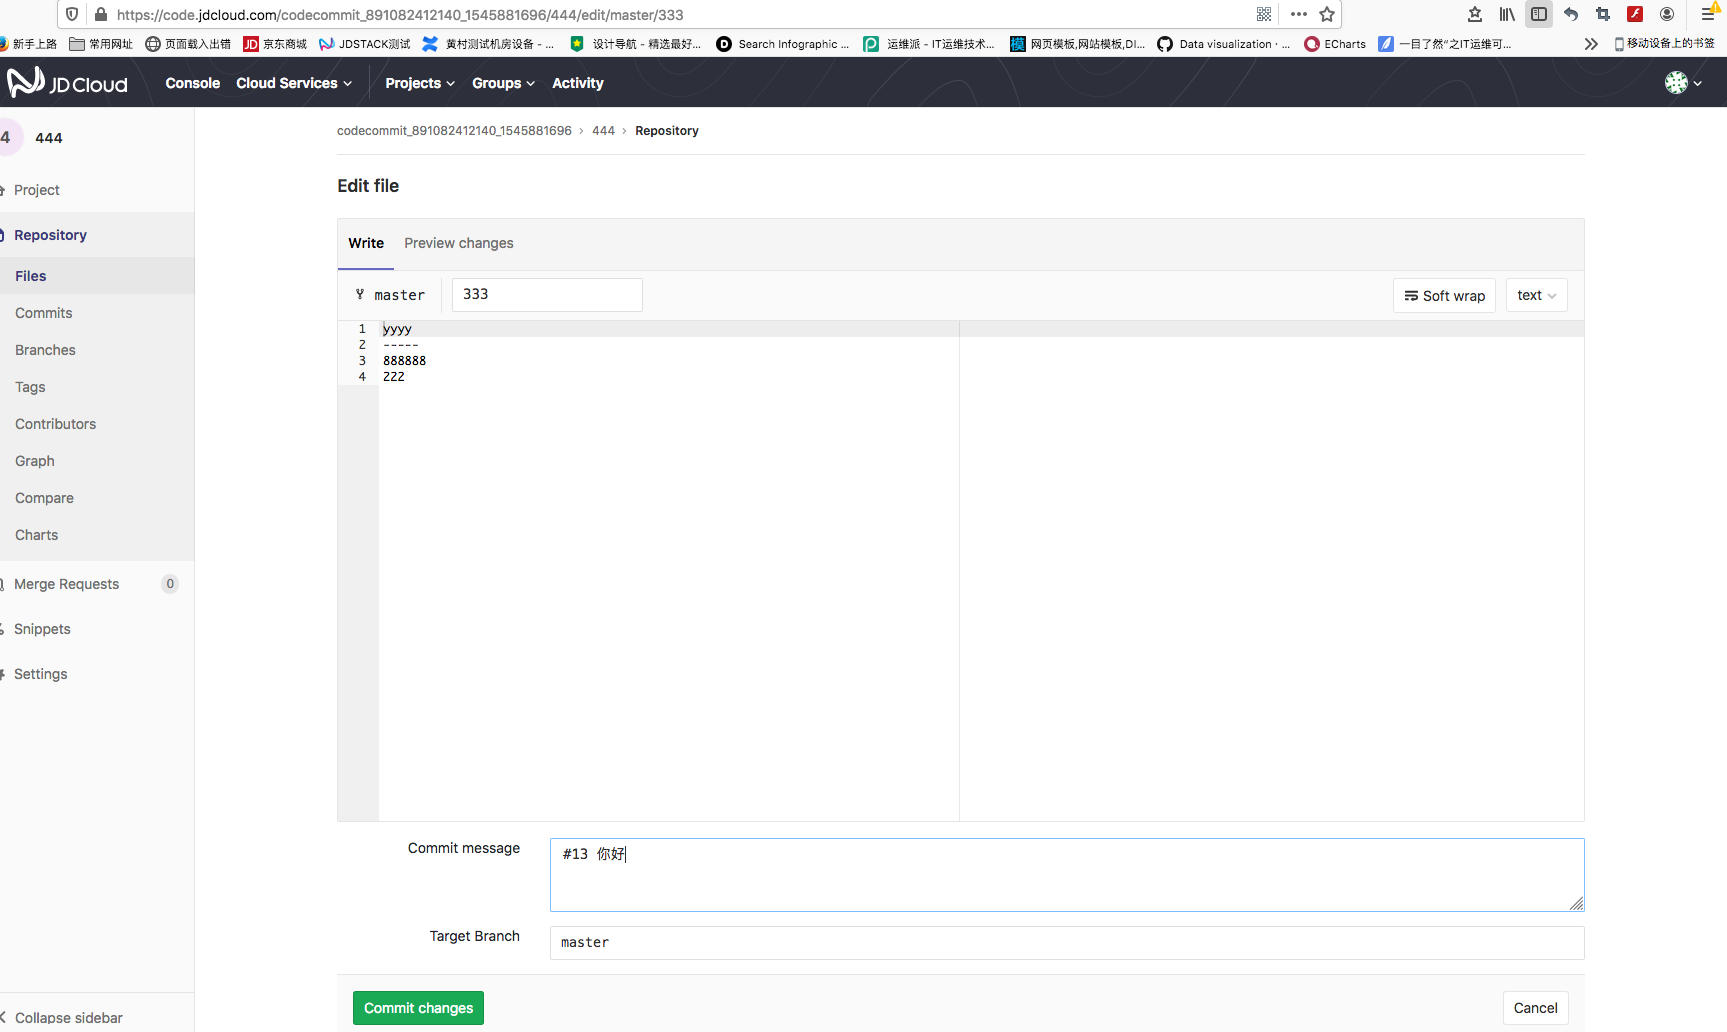 https://code.jdcloud.com/codecommit_891082412140_1545881696/444/edit/master/333
新手上路 常用网址 页面载入出错 JD 京东商城 JDSTACK测试 黄村测试机房设备 - ... 设计导航 - 精选最好... Search Infographic ... 运维派 - IT运维技术... 模 网页模板,网站模板,DI... Data visualization · ... ECharts 一目了然“之IT运维可... 移动设备上的书签
JD Cloud Console Cloud Services Projects Groups Activity
4 444
codecommit_891082412140_1545881696 › 444 › Repository
Project
Repository
Files
Commits
Branches
Tags
Contributors
Graph
Compare
Charts
Merge Requests 0
Snippets
Settings
Collapse sidebar
Edit file
Write Preview changes
master 333 Soft wrap text
1 yyyy
2 -----
3 888888
4 222
Commit message #13 你好
Target Branch master
Commit changes Cancel